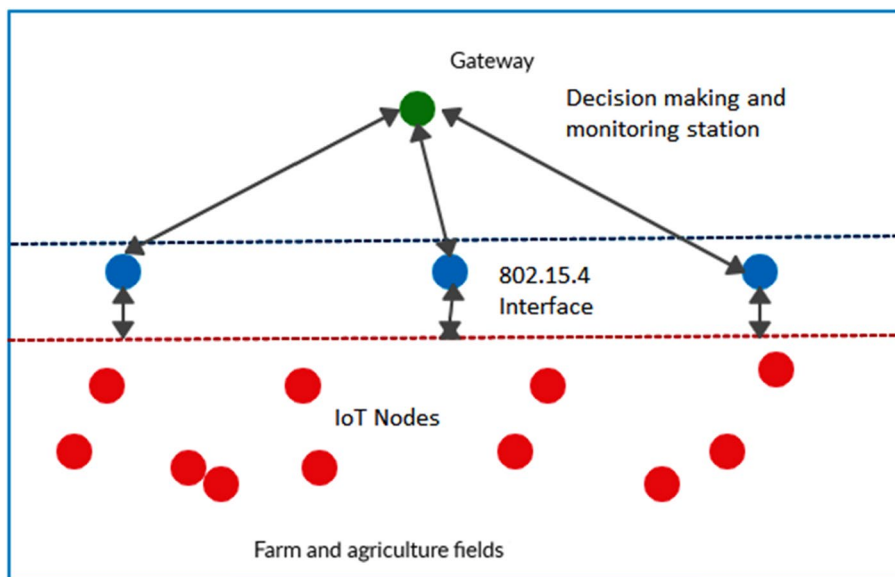 Gateway
Decision making and
monitoring station
802.15.4
Interface
IoT Nodes
Farm and agriculture fields